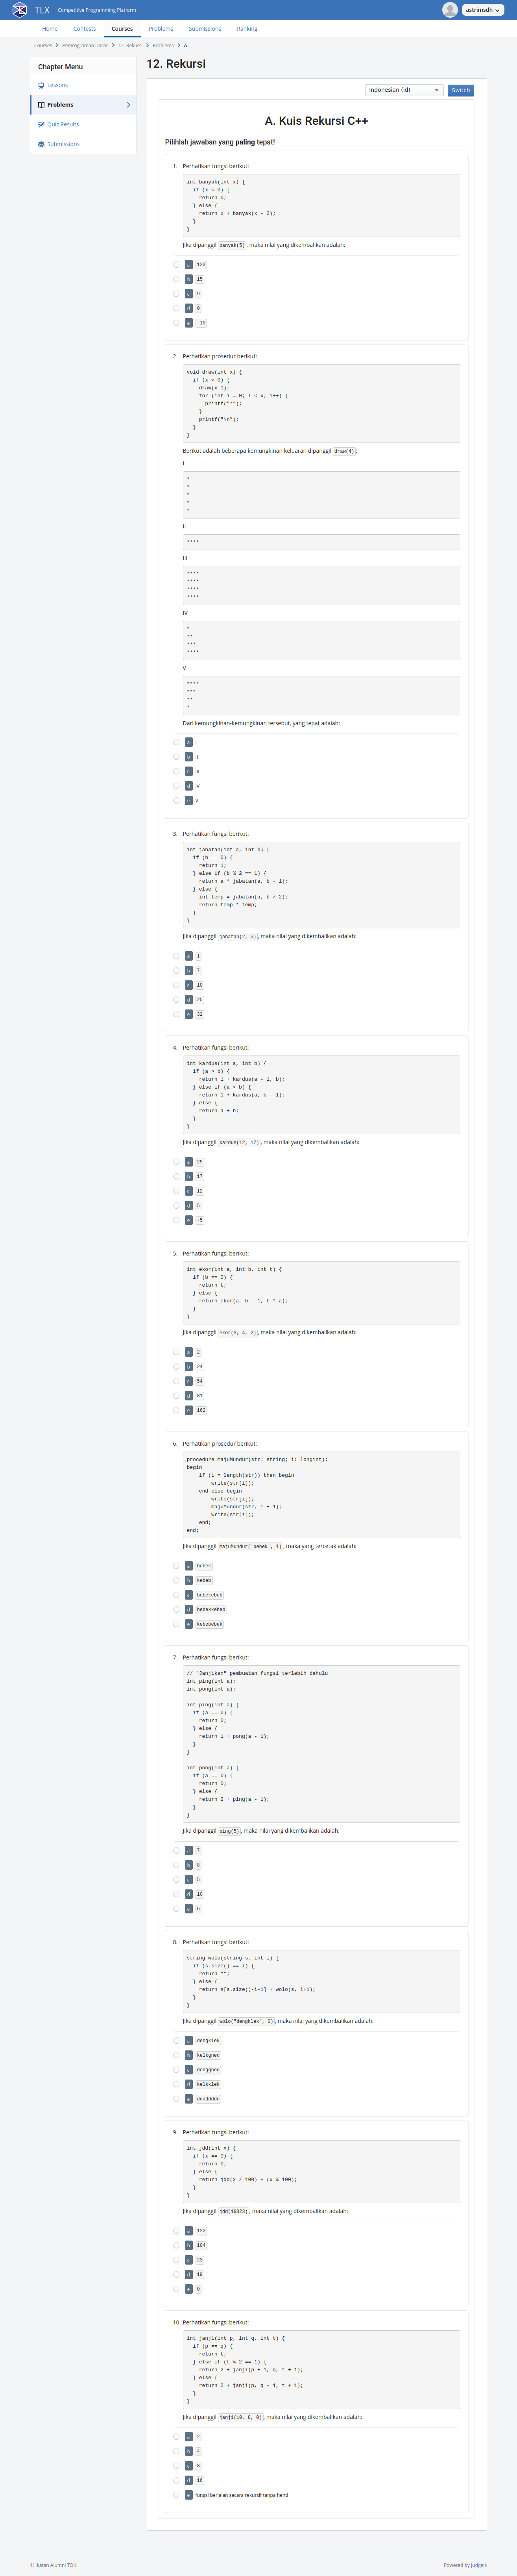 TLX
Competitive Programming Platform
astrimsdh
Home
Contests
Courses
Problems
Submissions
Ranking
Courses
Pemrograman Dasar
12. Rekursi
Problems
A
Chapter Menu
Lessons
Problems
Quiz Results
Submissions
12. Rekursi
Indonesian (id)
Switch
A. Kuis Rekursi C++
Pilihlah jawaban yang paling tepat!
1. Perhatikan fungsi berikut:
int banyak(int x) {
if (x < 0) {
return 0;
} else {
return x + banyak(x - 2);
}
}
Jika dipanggil banyak(5), maka nilai yang dikembalikan adalah:
a 120
b 15
c 9
d 0
e -10
2. Perhatikan prosedur berikut:
void draw(int x) {
if (x > 0) {
draw(x-1);
for (int i = 0; i < x; i++) {
printf("*");
}
printf("\n");
}
}
Berikut adalah beberapa kemungkinan keluaran dipanggil draw(4):
I
*
*
*
*
*
II
****
III
****
****
****
****
IV
*
**
***
****
V
****
***
**
*
Dari kemungkinan-kemungkinan tersebut, yang tepat adalah:
a I
b II
c III
d IV
e V
3. Perhatikan fungsi berikut:
int jabatan(int a, int b) {
if (b == 0) {
return 1;
} else if (b % 2 == 1) {
return a * jabatan(a, b - 1);
} else {
int temp = jabatan(a, b / 2);
return temp * temp;
}
}
Jika dipanggil jabatan(2, 5), maka nilai yang dikembalikan adalah:
a 1
b 7
c 10
d 25
e 32
4. Perhatikan fungsi berikut:
int kardus(int a, int b) {
if (a > b) {
return 1 + kardus(a - 1, b);
} else if (a < b) {
return 1 + kardus(a, b - 1);
} else {
return a + b;
}
}
Jika dipanggil kardus(12, 17), maka nilai yang dikembalikan adalah:
a 29
b 17
c 12
d 5
e -5
5. Perhatikan fungsi berikut:
int ekor(int a, int b, int t) {
if (b == 0) {
return t;
} else {
return ekor(a, b - 1, t * a);
}
}
Jika dipanggil ekor(3, 4, 2), maka nilai yang dikembalikan adalah:
a 2
b 24
c 54
d 81
e 162
6. Perhatikan prosedur berikut:
procedure majuMundur(str: string; i: longint);
begin
if (i = length(str)) then begin
write(str[i]);
end else begin
write(str[i]);
majuMundur(str, i + 1);
write(str[i]);
end;
end;
Jika dipanggil majuMundur('bebek', 1), maka yang tercetak adalah:
a bebek
b kebeb
c bebekebeb
d bebekkebeb
e kebebebek
7. Perhatikan fungsi berikut:
// "Janjikan" pembuatan fungsi terlebih dahulu
int ping(int a);
int pong(int a);
int ping(int a) {
if (a == 0) {
return 0;
} else {
return 1 + pong(a - 1);
}
}
int pong(int a) {
if (a == 0) {
return 0;
} else {
return 2 + ping(a - 1);
}
}
Jika dipanggil ping(5), maka nilai yang dikembalikan adalah:
a 7
b 8
c 5
d 10
e 6
8. Perhatikan fungsi berikut:
string wolo(string s, int i) {
if (s.size() == i) {
return "";
} else {
return s[s.size()-i-1] + wolo(s, i+1);
}
}
Jika dipanggil wolo("dengklek", 0), maka nilai yang dikembalikan adalah:
a dengklek
b kelkgned
c denggned
d kelkklek
e dddddddd
9. Perhatikan fungsi berikut:
int jdd(int x) {
if (x == 0) {
return 0;
} else {
return jdd(x / 100) + (x % 100);
}
}
Jika dipanggil jdd(19823), maka nilai yang dikembalikan adalah:
a 122
b 104
c 23
d 19
e 0
10. Perhatikan fungsi berikut:
int janji(int p, int q, int t) {
if (p == q) {
return t;
} else if (t % 2 == 1) {
return 2 + janji(p + 1, q, t + 1);
} else {
return 2 + janji(p, q - 1, t + 1);
}
}
Jika dipanggil janji(10, 8, 0), maka nilai yang dikembalikan adalah:
a 2
b 4
c 8
d 16
e fungsi berjalan secara rekursif tanpa henti
© Ikatan Alumni TOKI
Powered by Judgels